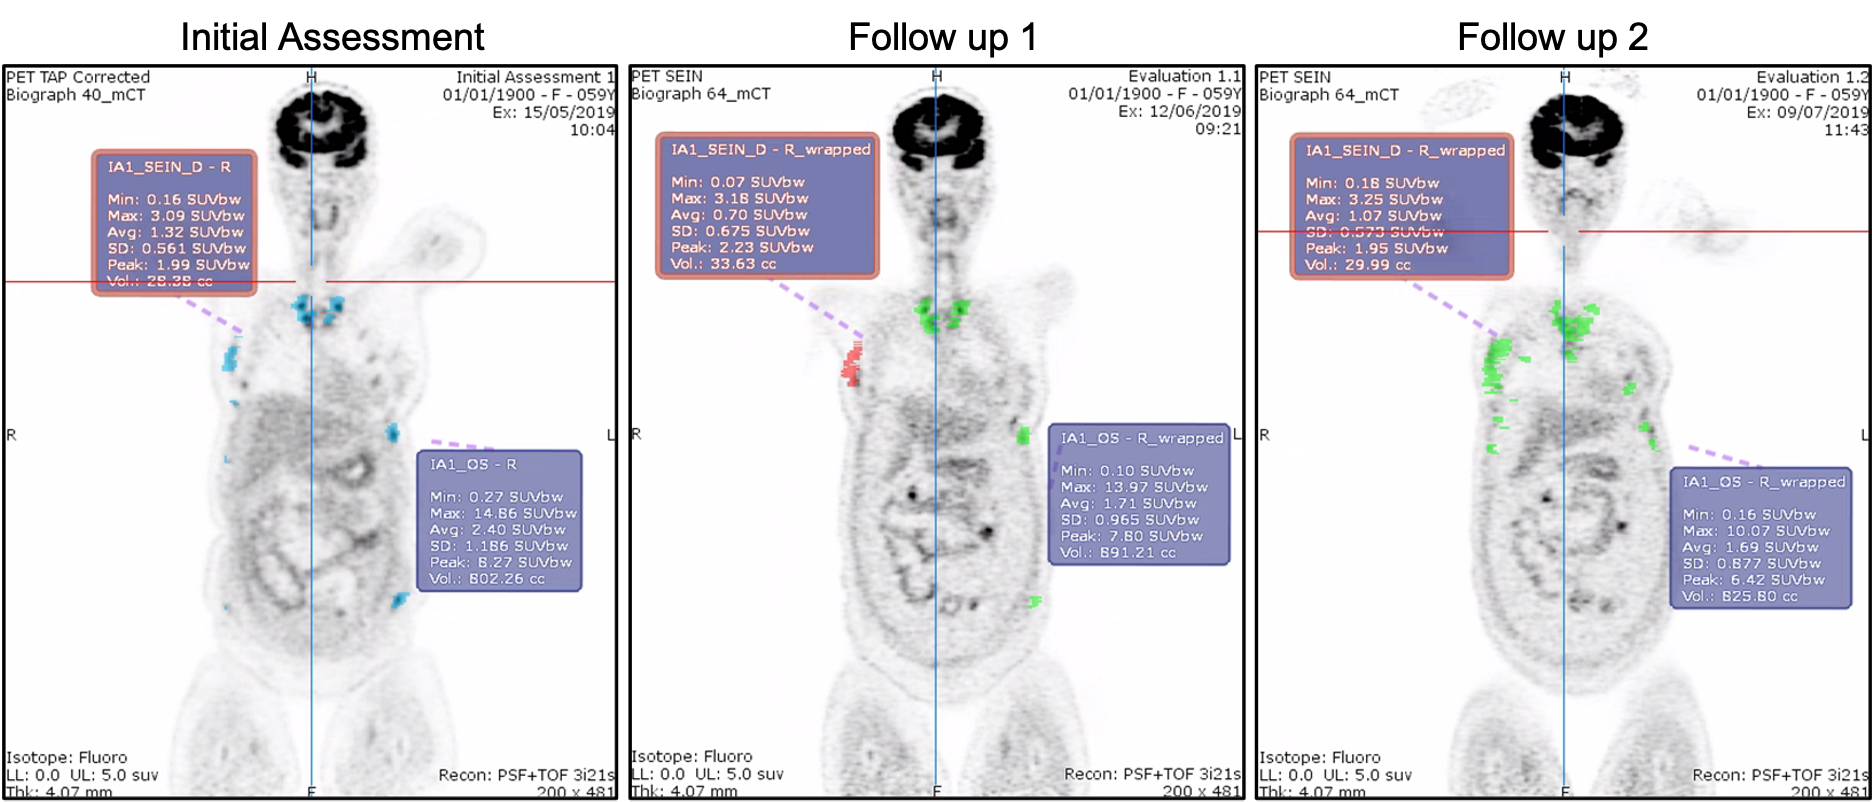 Initial Assessment
Follow up 1
Follow up 2
PET TAP Corrected
Biograph 40_mCT
H
Initial Assessment 1
01/01/1900 - F - 059Y
Ex: 15/05/2019
10:04
IA1_SEIN_D - R
Min: 0.16 SUVbw
Max: 3.09 SUVbw
Avg: 1.32 SUVbw
SD: 0.561 SUVbw
Peak: 1.99 SUVbw
Vol.: 28.38 cc
R
L
IA1_OS - R
Min: 0.27 SUVbw
Max: 14.86 SUVbw
Avg: 2.40 SUVbw
SD: 1.186 SUVbw
Peak: 8.27 SUVbw
Vol.: 802.26 cc
Isotope: Fluoro
LL: 0.0 UL: 5.0 suv
Thk: 4.07 mm
F
Recon: PSF+TOF 3i21s
200 x 481
PET SEIN
Biograph 64_mCT
H
Evaluation 1.1
01/01/1900 - F - 059Y
Ex: 12/06/2019
09:21
IA1_SEIN_D - R_wrapped
Min: 0.07 SUVbw
Max: 3.18 SUVbw
Avg: 0.70 SUVbw
SD: 0.675 SUVbw
Peak: 2.23 SUVbw
Vol.: 33.63 cc
R
L
IA1_OS - R_wrapped
Min: 0.10 SUVbw
Max: 13.97 SUVbw
Avg: 1.71 SUVbw
SD: 0.965 SUVbw
Peak: 7.80 SUVbw
Vol.: 891.21 cc
Isotope: Fluoro
LL: 0.0 UL: 5.0 suv
Thk: 4.07 mm
F
Recon: PSF+TOF 3i21s
200 x 481
PET SEIN
Biograph 64_mCT
H
Evaluation 1.2
01/01/1900 - F - 059Y
Ex: 09/07/2019
11:43
IA1_SEIN_D - R_wrapped
Min: 0.18 SUVbw
Max: 3.25 SUVbw
Avg: 1.07 SUVbw
SD: 0.573 SUVbw
Peak: 1.95 SUVbw
Vol.: 29.99 cc
R
L
IA1_OS - R_wrapped
Min: 0.16 SUVbw
Max: 10.07 SUVbw
Avg: 1.69 SUVbw
SD: 0.877 SUVbw
Peak: 6.42 SUVbw
Vol.: 825.80 cc
Isotope: Fluoro
LL: 0.0 UL: 5.0 suv
Thk: 4.07 mm
F
Recon: PSF+TOF 3i21s
200 x 481